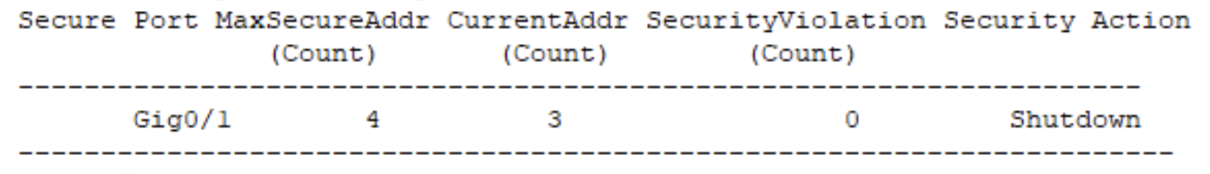 Secure Port MaxSecureAddr CurrentAddr SecurityViolation Security Action
(Count) (Count) (Count)
--------------------------------------------------------------------
Gig0/1 4 3 0 Shutdown
----------------------------------------------------------------------